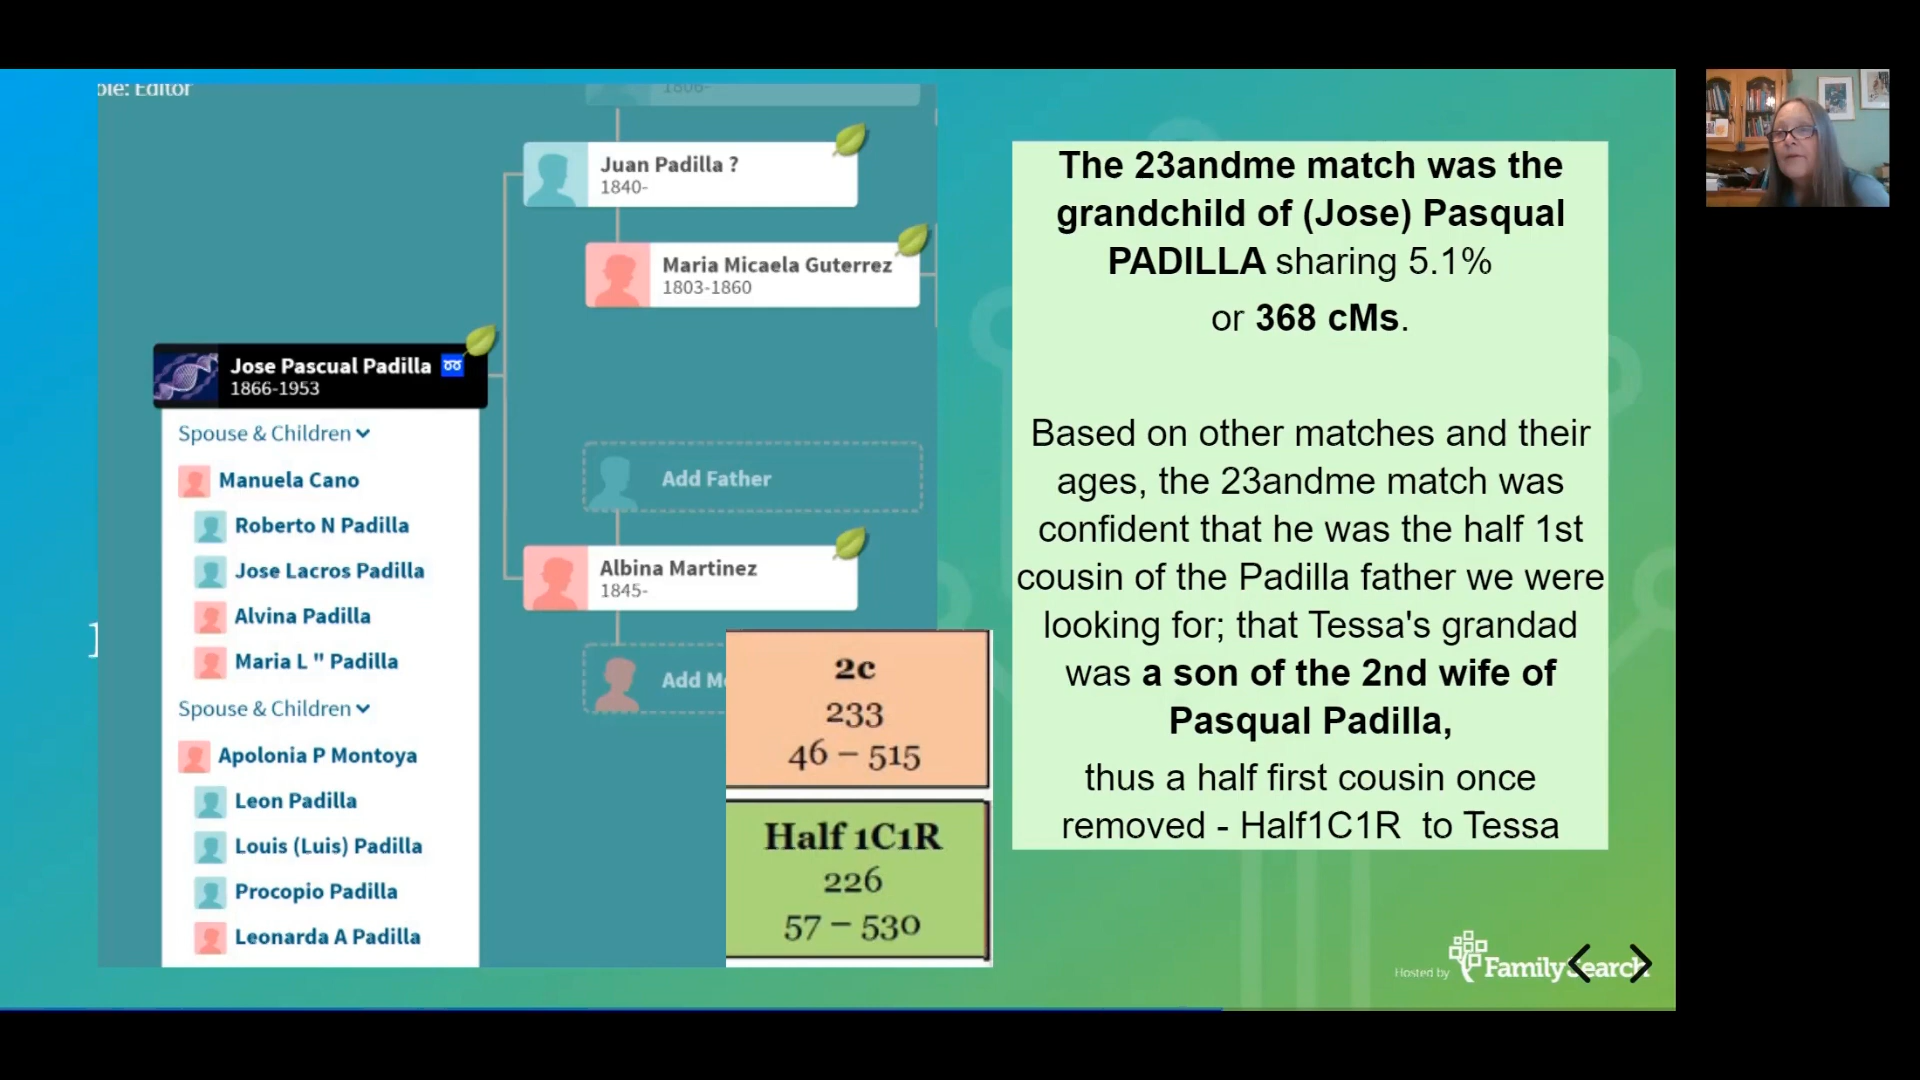 ole: Editor
1806-
Juan Padilla ?
1840-
Maria Micaela Guterrez
1803-1860
Jose Pascual Padilla
1866-1953
Spouse & Children
Manuela Cano
Roberto N Padilla
Jose Lacros Padilla
Alvina Padilla
Maria L " Padilla
Spouse & Children
Apolonia P Montoya
Leon Padilla
Louis (Luis) Padilla
Procopio Padilla
Leonarda A Padilla
Add Father
Albina Martinez
1845-
Add M
2c
233
46 – 515
Half 1C1R
226
57 – 530
The 23andme match was the
grandchild of (Jose) Pasqual
PADILLA sharing 5.1%
or 368 cMs.
Based on other matches and their
ages, the 23andme match was
confident that he was the half 1st
cousin of the Padilla father we were
looking for; that Tessa's grandad
was a son of the 2nd wife of
Pasqual Padilla,
thus a half first cousin once
removed - Half1C1R to Tessa
Hosted by FamilySearch